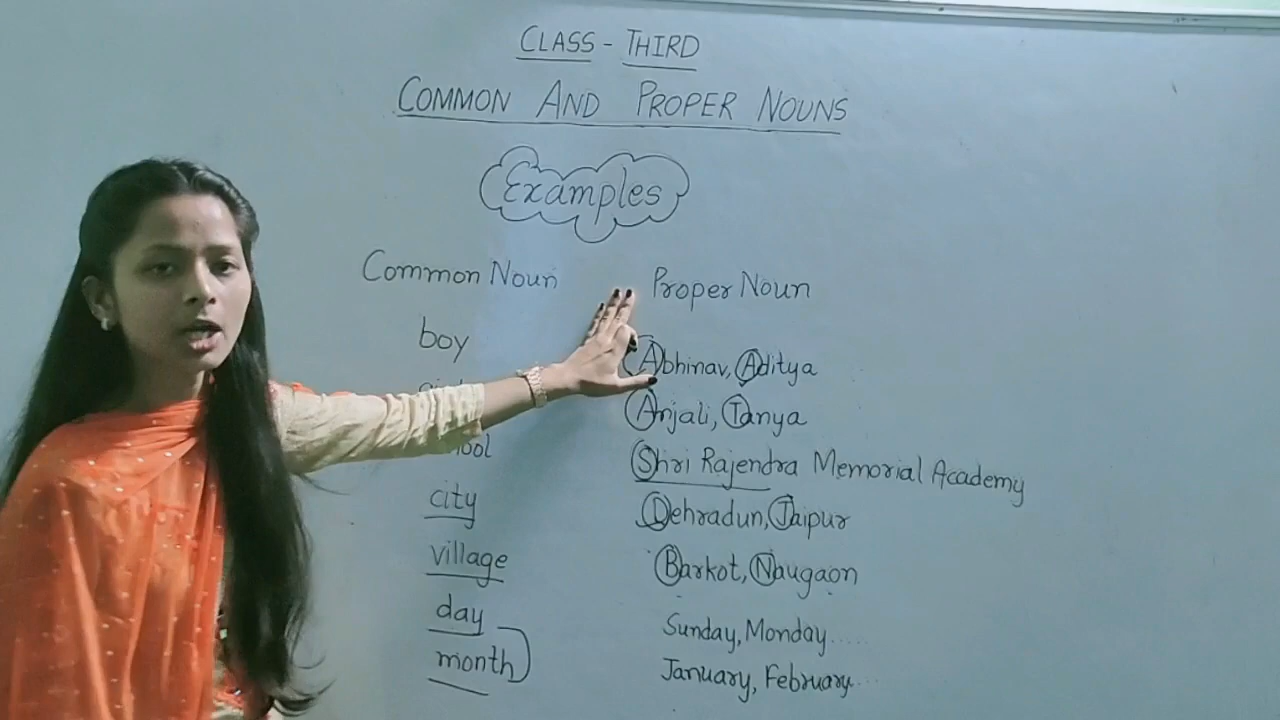 CLASS - THIRD
COMMON AND PROPER NOUNS
Examples
Common Noun Proper Noun
boy Abhinav, Aditya
Anjali, Tanya
Shri Rajendra Memorial Academy
city Dehradun, Jaipur
village Barkot, Naugaon
day Sunday, Monday.....
month January, February....